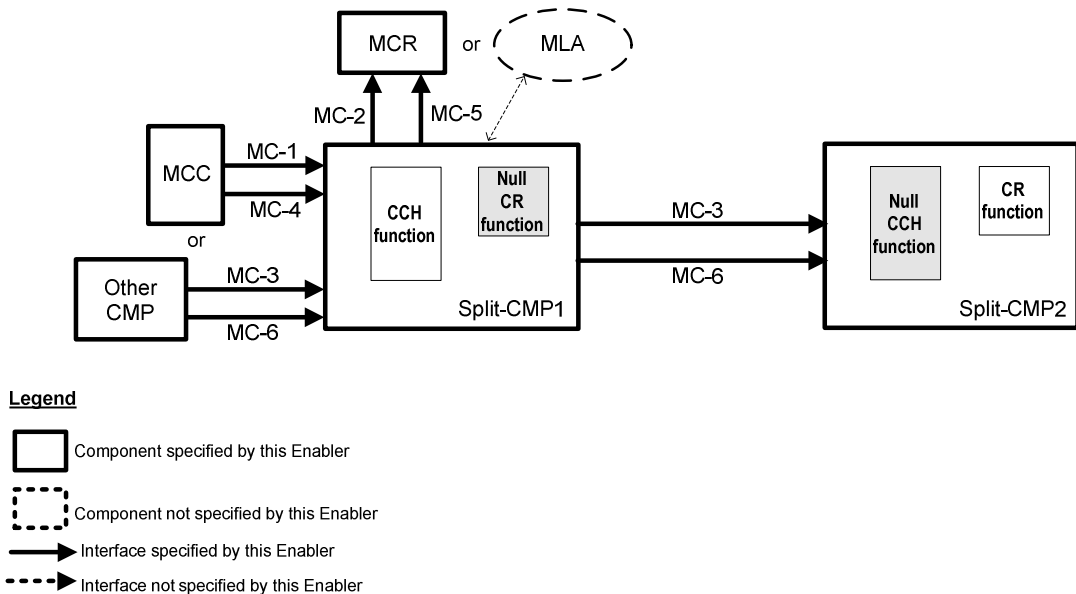 MCR
or
MLA
MC-2
MC-5
MCC
MC-1
MC-4
or
Other
CMP
MC-3
MC-6
CCH
function
Null
CR
function
Split-CMP1
MC-3
MC-6
Null
CCH
function
CR
function
Split-CMP2
Legend
Component specified by this Enabler
Component not specified by this Enabler
Interface specified by this Enabler
Interface not specified by this Enabler